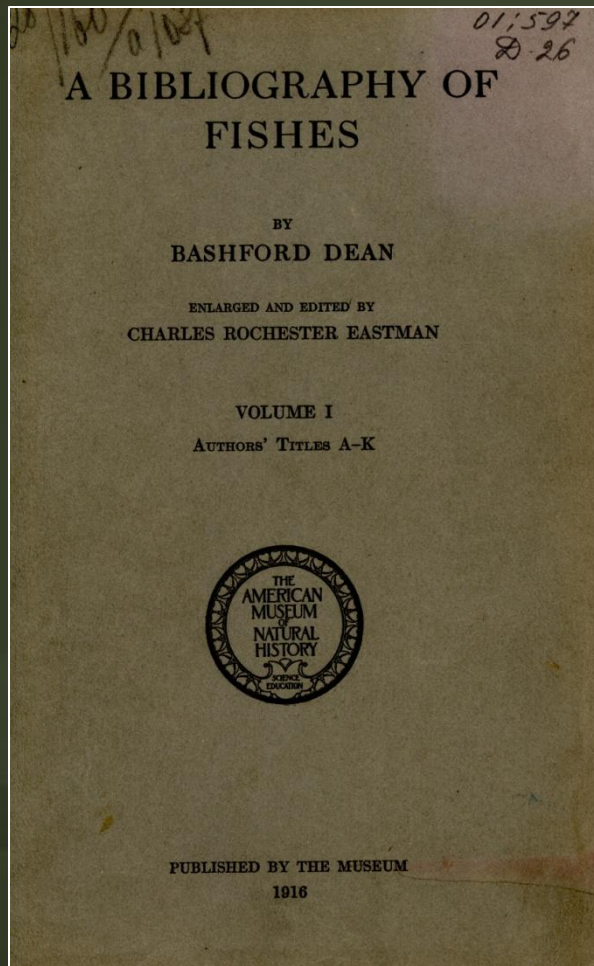 01;597
D-26
A BIBLIOGRAPHY OF
FISHES
BY
BASHFORD DEAN
ENLARGED AND EDITED BY
CHARLES ROCHESTER EASTMAN
VOLUME I
AUTHORS' TITLES A–K
THE
AMERICAN
MUSEUM
OF
NATURAL
HISTORY
SCIENCE
EDUCATION
PUBLISHED BY THE MUSEUM
1916